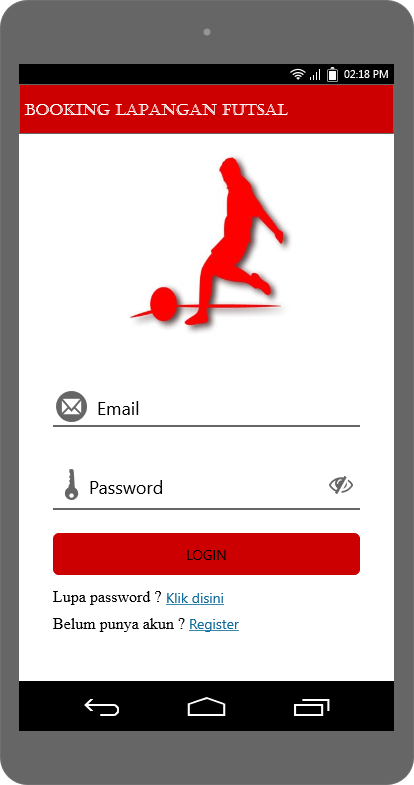 02:18 PM
BOOKING LAPANGAN FUTSAL
Email
Password
LOGIN
Lupa password ? Klik disini
Belum punya akun ? Register